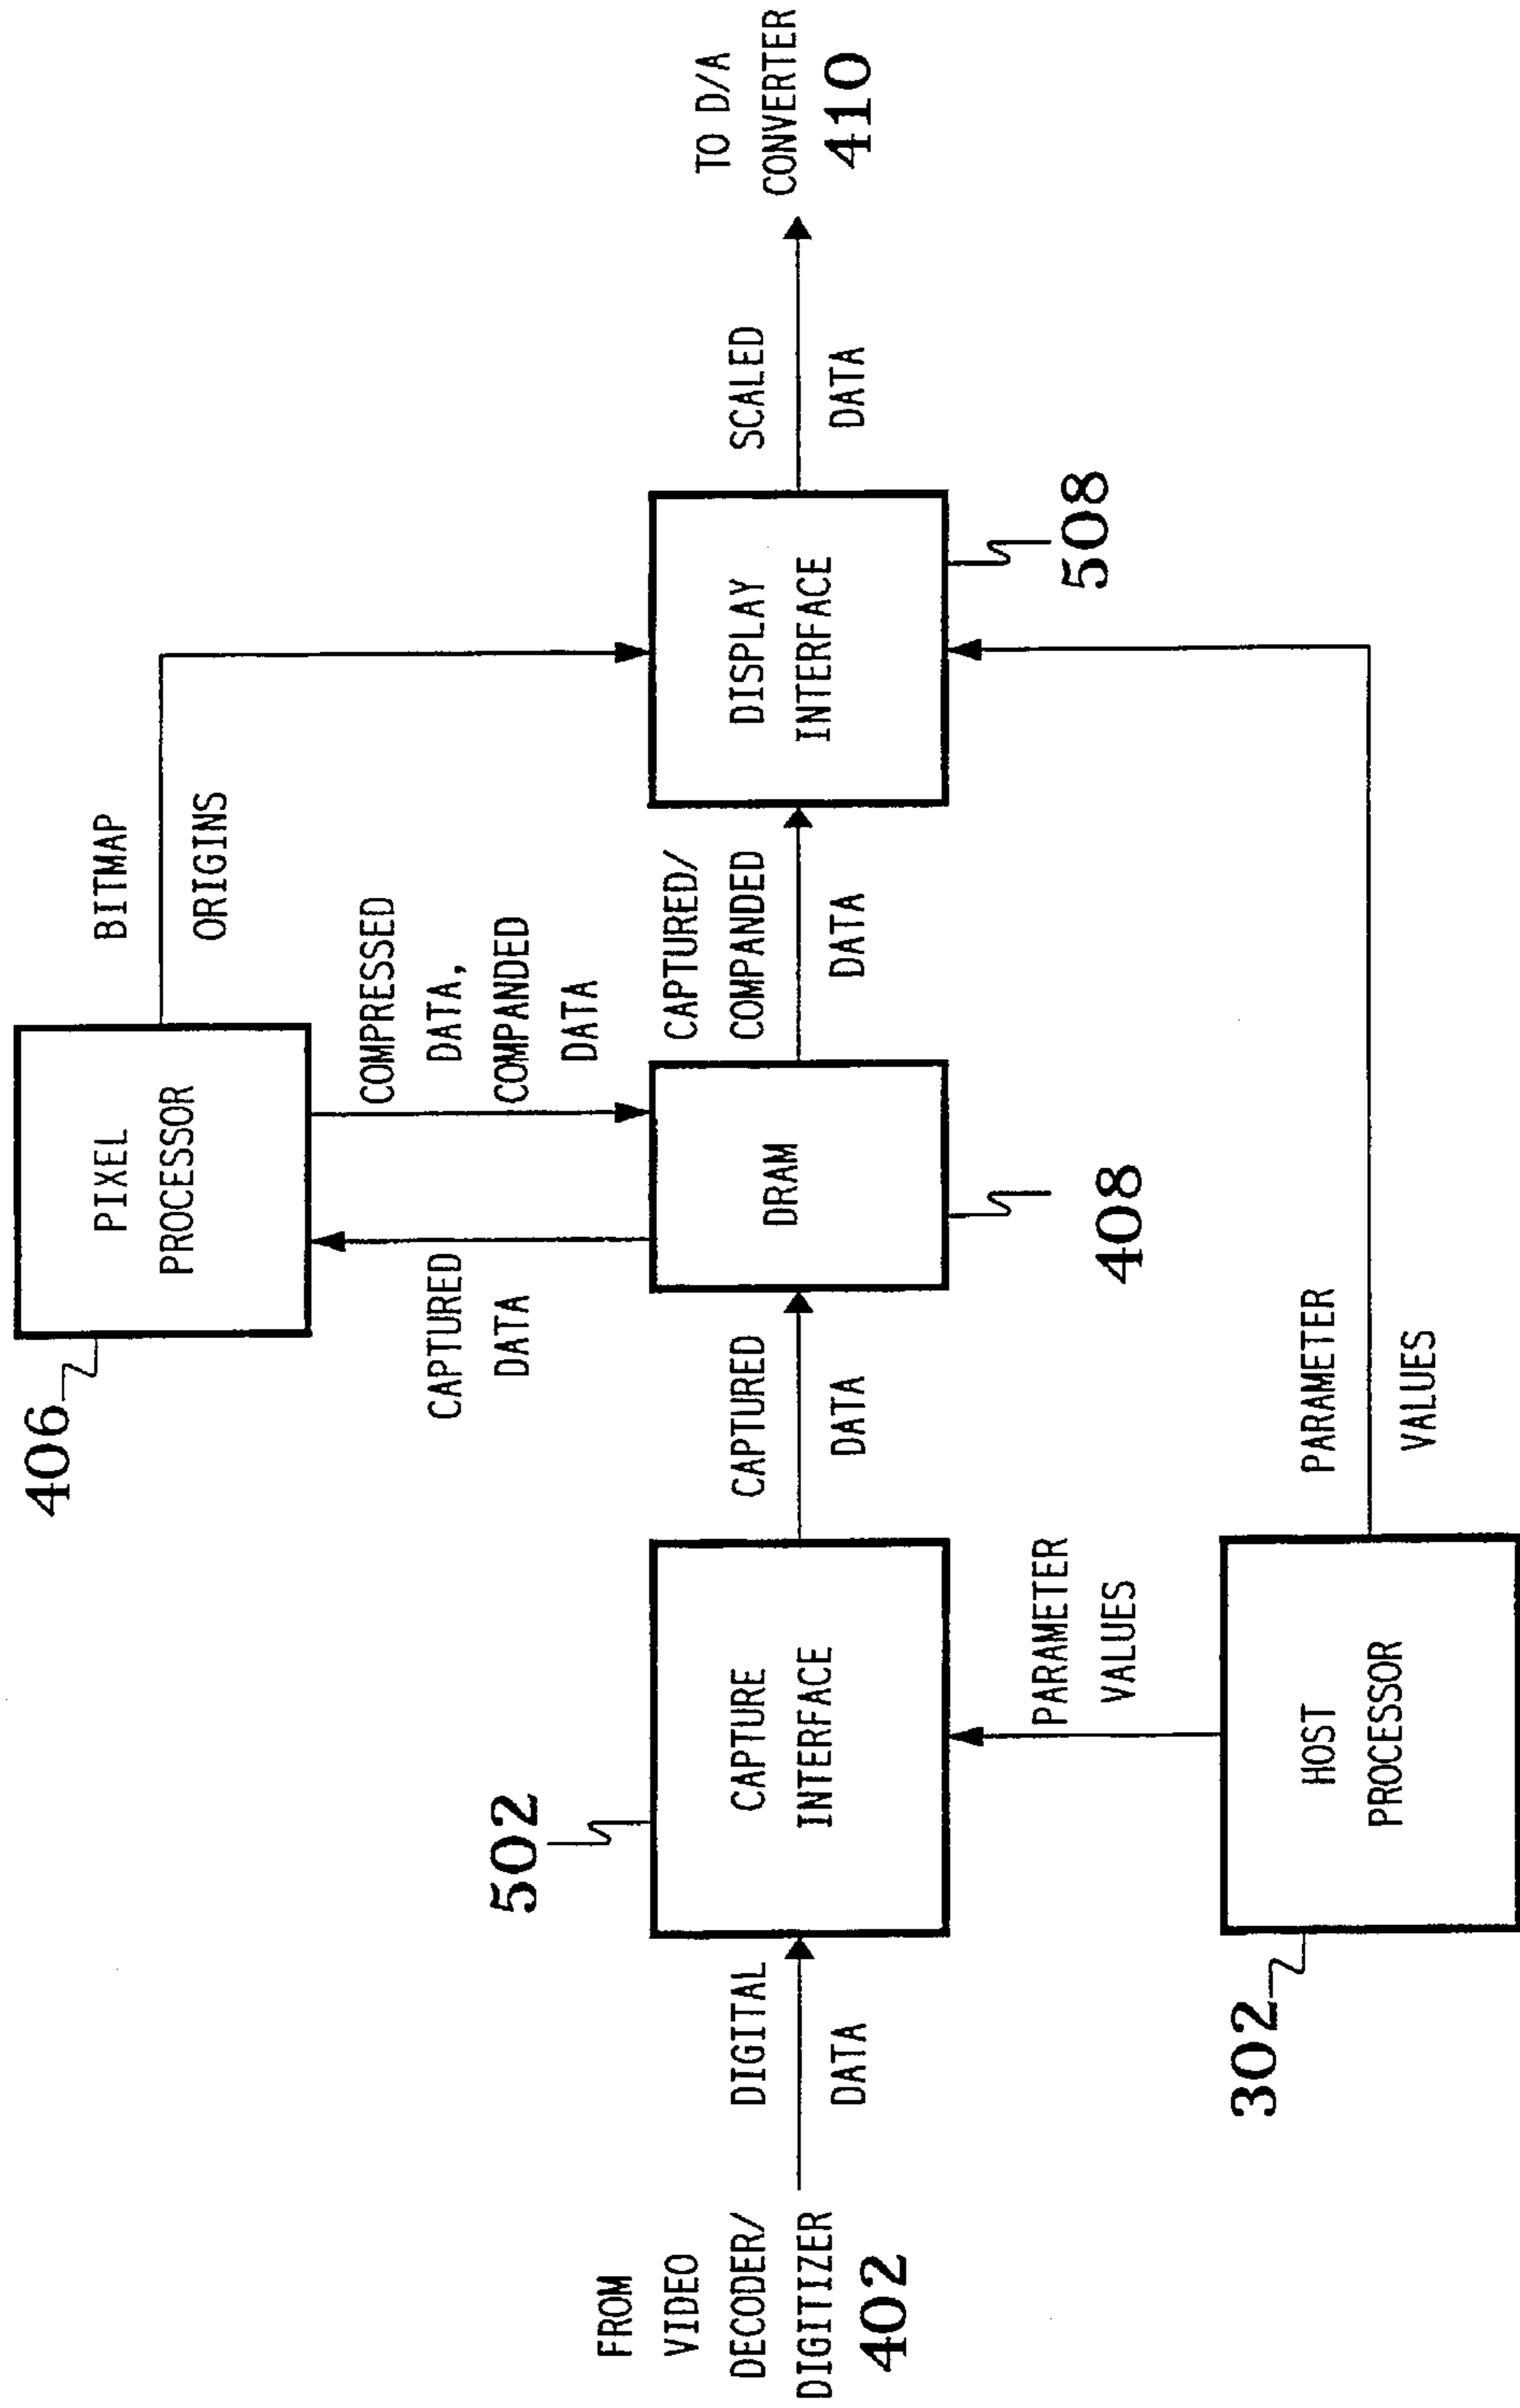 406
PIXEL
PROCESSOR
BITMAP
ORIGINS
CAPTURED
DATA
COMPRESSED
DATA,
COMPANDED
DATA
FROM
VIDEO
DECODER/
DIGITIZER
402
DIGITAL
DATA
502
CAPTURE
INTERFACE
CAPTURED
DATA
DRAM
408
CAPTURED/
COMPANDED
DATA
DISPLAY
INTERFACE
508
SCALED
DATA
TO D/A
CONVERTER
410
PARAMETER
VALUES
302
HOST
PROCESSOR
PARAMETER
VALUES